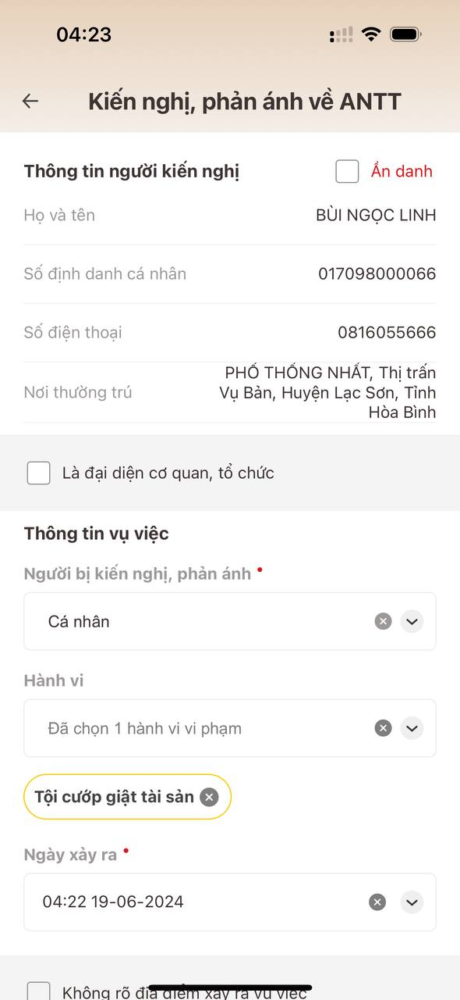 04:23
Kiến nghị, phản ánh về ANTT
Thông tin người kiến nghị
Ẩn danh
Họ và tên
BÙI NGỌC LINH
Số định danh cá nhân
017098000066
Số điện thoại
0816055666
Nơi thường trú
PHỐ THỐNG NHẤT, Thị trấn
Vụ Bản, Huyện Lạc Sơn, Tỉnh
Hòa Bình
Là đại diện cơ quan, tổ chức
Thông tin vụ việc
Người bị kiến nghị, phản ánh •
Cá nhân
Hành vi
Đã chọn 1 hành vi vi phạm
Tội cướp giật tài sản
Ngày xảy ra •
04:22 19-06-2024
Không rõ địa điểm xảy ra vụ việc